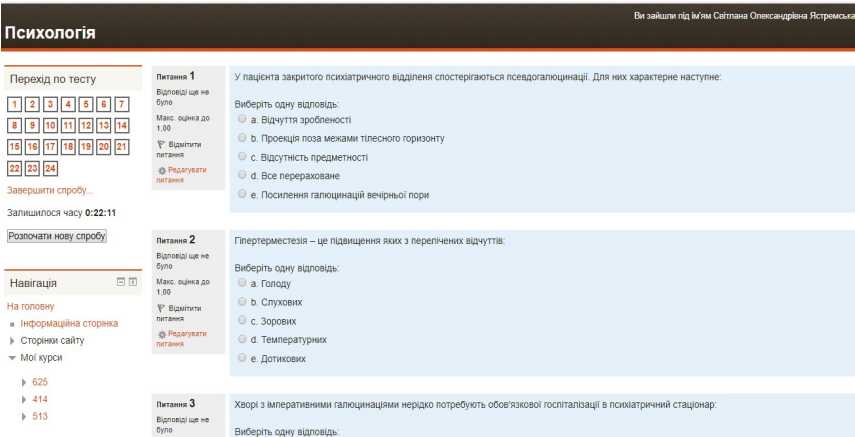 Ви зайшли під ім'ям Світлана Олександрівна Ястремська
Психологія
Перехід по тесту
1 2 3 4 5 6 7
8 9 10 11 12 13 14
15 16 17 18 19 20 21
22 23 24
Завершити спробу...
Залишилося часу 0:22:11
Розпочати нову спробу
Навігація
На головну
Інформаційна сторінка
Сторінки сайту
Мої курси
625
414
513
Питання 1
Відповіді ще не
було
Макс. оцінка до
1,00
Відмітити
питання
Редагувати
питання
У пацієнта закритого психіатричного відділеня спостерігаються псевдогалюцинації. Для них характерне наступне:
Виберіть одну відповідь:
a. Відчуття зробленості
b. Проекція поза межами тілесного горизонту
c. Відсутність предметності
d. Все перераховане
e. Посилення галюцинацій вечірньої пори
Питання 2
Відповіді ще не
було
Макс. оцінка до
1,00
Відмітити
питання
Редагувати
питання
Гіпертерместезія – це підвищення яких з перелічених відчуттів:
Виберіть одну відповідь:
a. Голоду
b. Слухових
c. Зорових
d. Температурних
e. Дотикових
Питання 3
Відповіді ще не
було
Хворі з імперативними галюцинаціями нерідко потребують обов'язкової госпіталізації в психіатричний стаціонар:
Виберіть одну відповідь: